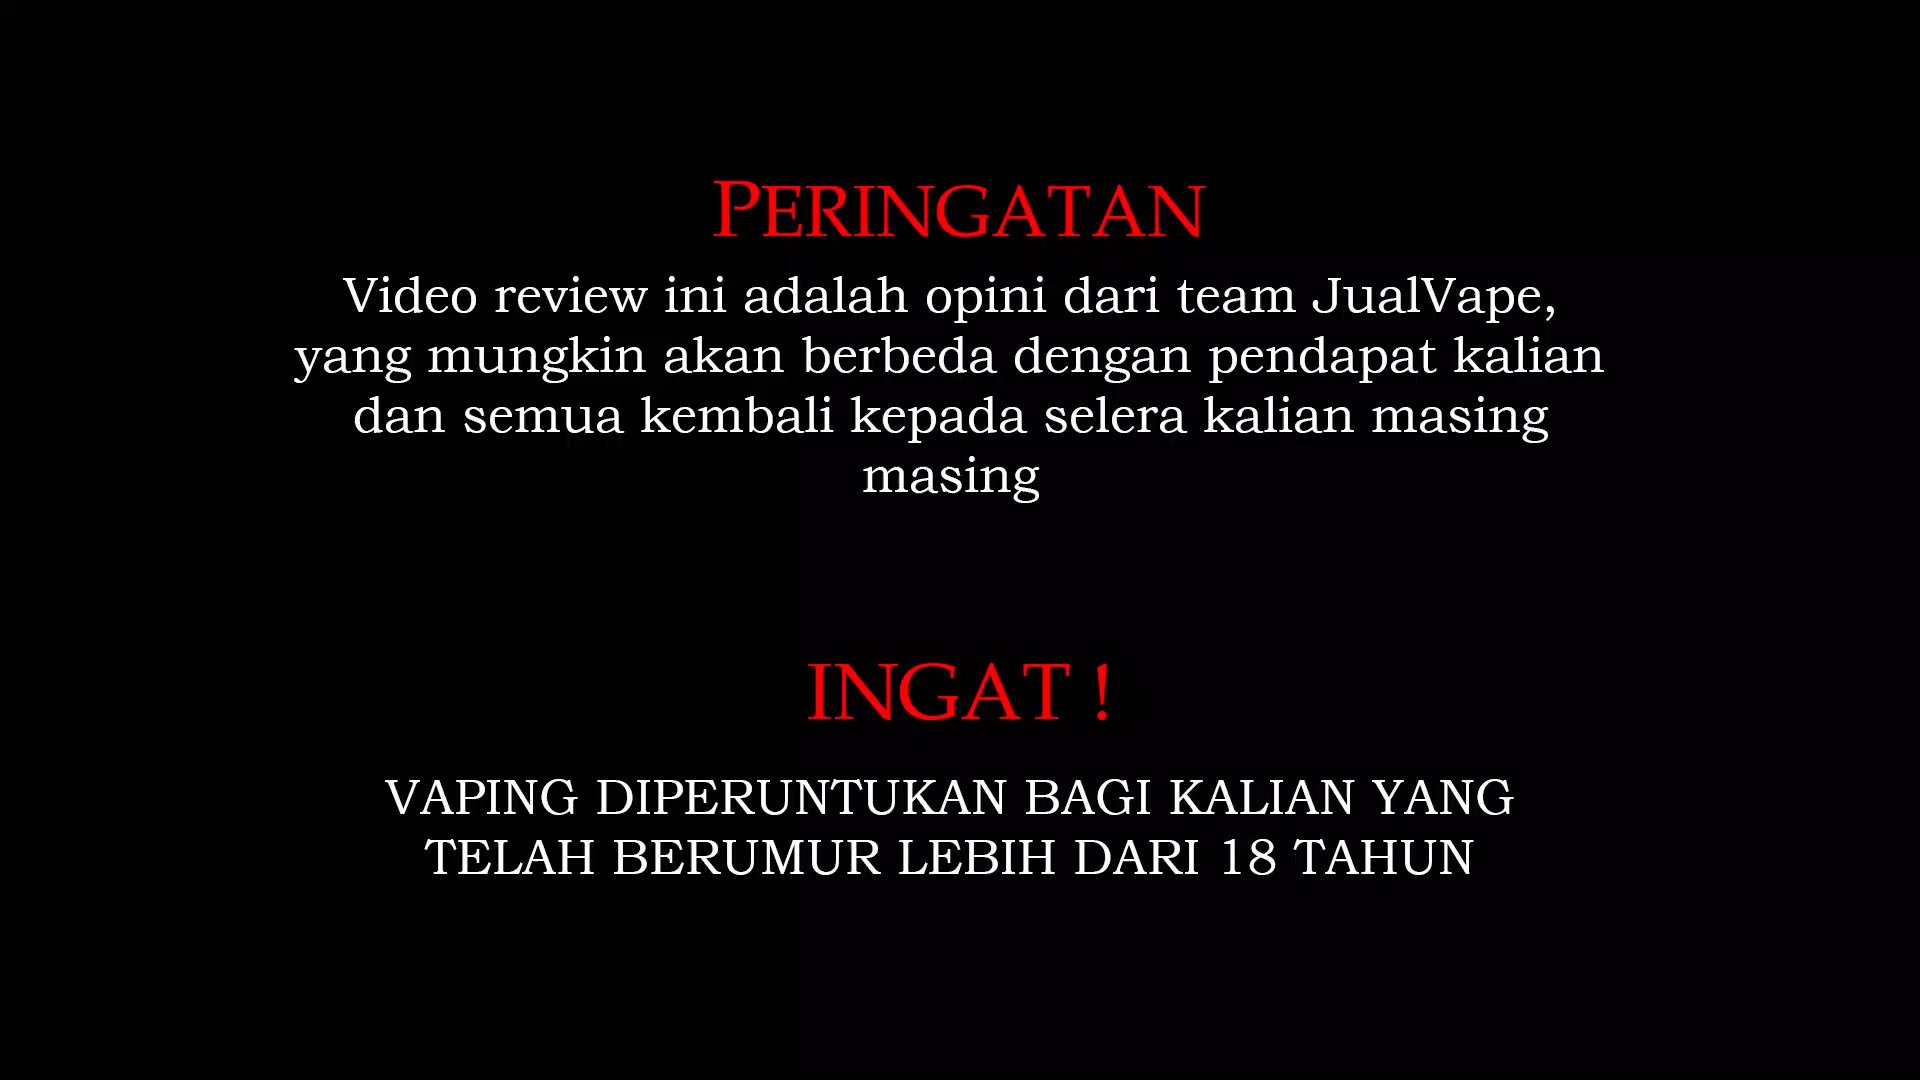 PERINGATAN
Video review ini adalah opini dari team JualVape,
yang mungkin akan berbeda dengan pendapat kalian
dan semua kembali kepada selera kalian masing
masing
INGAT !
VAPING DIPERUNTUKAN BAGI KALIAN YANG
TELAH BERUMUR LEBIH DARI 18 TAHUN